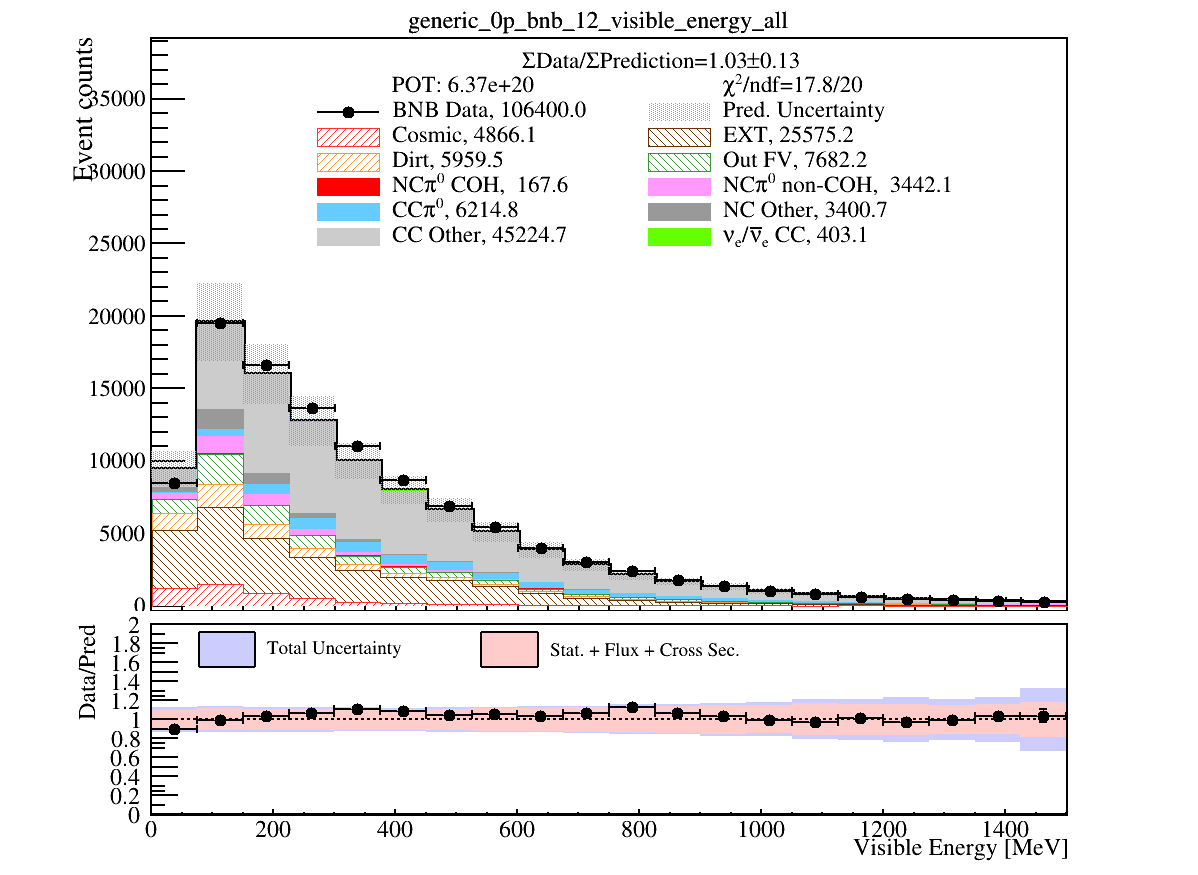 generic_0p_bnb_12_visible_energy_all
ΣData/ΣPrediction=1.03±0.13
POT: 6.37e+20 χ²/ndf=17.8/20
BNB Data, 106400.0 Pred. Uncertainty
Cosmic, 4866.1 EXT, 25575.2
Dirt, 5959.5 Out FV, 7682.2
NCπ⁰ COH, 167.6 NCπ⁰ non-COH, 3442.1
CCπ⁰, 6214.8 NC Other, 3400.7
CC Other, 45224.7 νₑ/ν̅ₑ CC, 403.1
Event counts
35000
30000
25000
20000
15000
10000
5000
0
Data/Pred
Total Uncertainty Stat. + Flux + Cross Sec.
2
1.8
1.6
1.4
1.2
1
0.8
0.6
0.4
0.2
0
0 200 400 600 800 1000 1200 1400
Visible Energy [MeV]